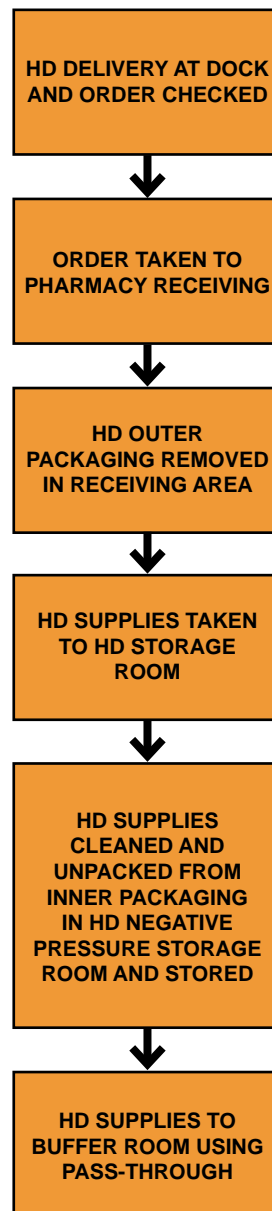 HD DELIVERY AT DOCK
AND ORDER CHECKED
ORDER TAKEN TO
PHARMACY RECEIVING
HD OUTER
PACKAGING REMOVED
IN RECEIVING AREA
HD SUPPLIES TAKEN
TO HD STORAGE
ROOM
HD SUPPLIES
CLEANED AND
UNPACKED FROM
INNER PACKAGING
IN HD NEGATIVE
PRESSURE STORAGE
ROOM AND STORED
HD SUPPLIES TO
BUFFER ROOM USING
PASS-THROUGH